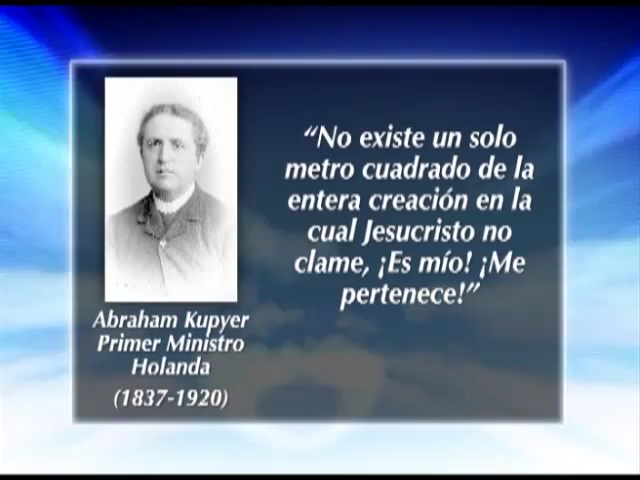 “No existe un solo
metro cuadrado de la
entera creación en la
cual Jesucristo no
clame, ¡Es mío! ¡Me
pertenece!”
Abraham Kupyer
Primer Ministro
Holanda
(1837-1920)